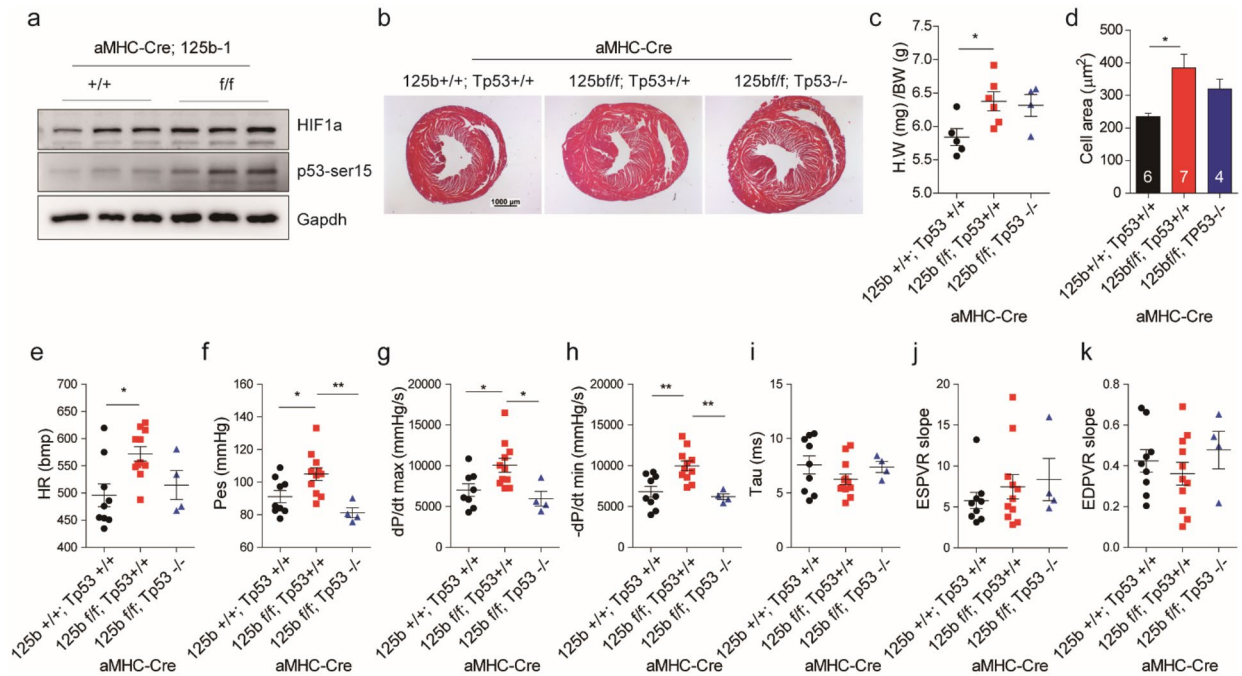 a
aMHC-Cre; 125b-1
+/+ f/f
HIF1a
p53-ser15
Gapdh
b
aMHC-Cre
125b+/+; Tp53+/+ 125bf/f; Tp53+/+ 125bf/f; Tp53-/-
1000 µm
c
H.W (mg) /BW (g)
7.5
7.0
6.5
6.0
5.5
5.0
*
125b +/+; Tp53 +/+
125b f/f; Tp53+/+
125b f/f; Tp53 -/-
aMHC-Cre
d
Cell area (µm²)
500
400
300
200
100
0
*
6 7 4
125b+/+; Tp53+/+
125bf/f; Tp53+/+
125bf/f; TP53-/-
aMHC-Cre
e
HR (bmp)
700
650
600
550
500
450
400
*
125b +/+; Tp53 +/+
125b f/f; Tp53+/+
125b f/f; Tp53 -/-
aMHC-Cre
f
Pes (mmHg)
160
140
120
100
80
60
* **
125b +/+; Tp53 +/+
125b f/f; Tp53+/+
125b f/f; Tp53 -/-
aMHC-Cre
g
dP/dt max (mmHg/s)
20000
15000
10000
5000
0
* *
125b +/+; Tp53 +/+
125b f/f; Tp53+/+
125b f/f; Tp53 -/-
aMHC-Cre
h
-dP/dt min (mmHg/s)
20000
15000
10000
5000
0
** **
125b +/+; Tp53 +/+
125b f/f; Tp53+/+
125b f/f; Tp53 -/-
aMHC-Cre
i
Tau (ms)
15
10
5
0
125b +/+; Tp53 +/+
125b f/f; Tp53+/+
125b f/f; Tp53 -/-
aMHC-Cre
j
ESPVR slope
20
15
10
5
0
125b +/+; Tp53 +/+
125b f/f; Tp53+/+
125b f/f; Tp53 -/-
aMHC-Cre
k
EDPVR slope
0.8
0.6
0.4
0.2
0.0
125b +/+; Tp53 +/+
125b f/f; Tp53+/+
125b f/f; Tp53 -/-
aMHC-Cre